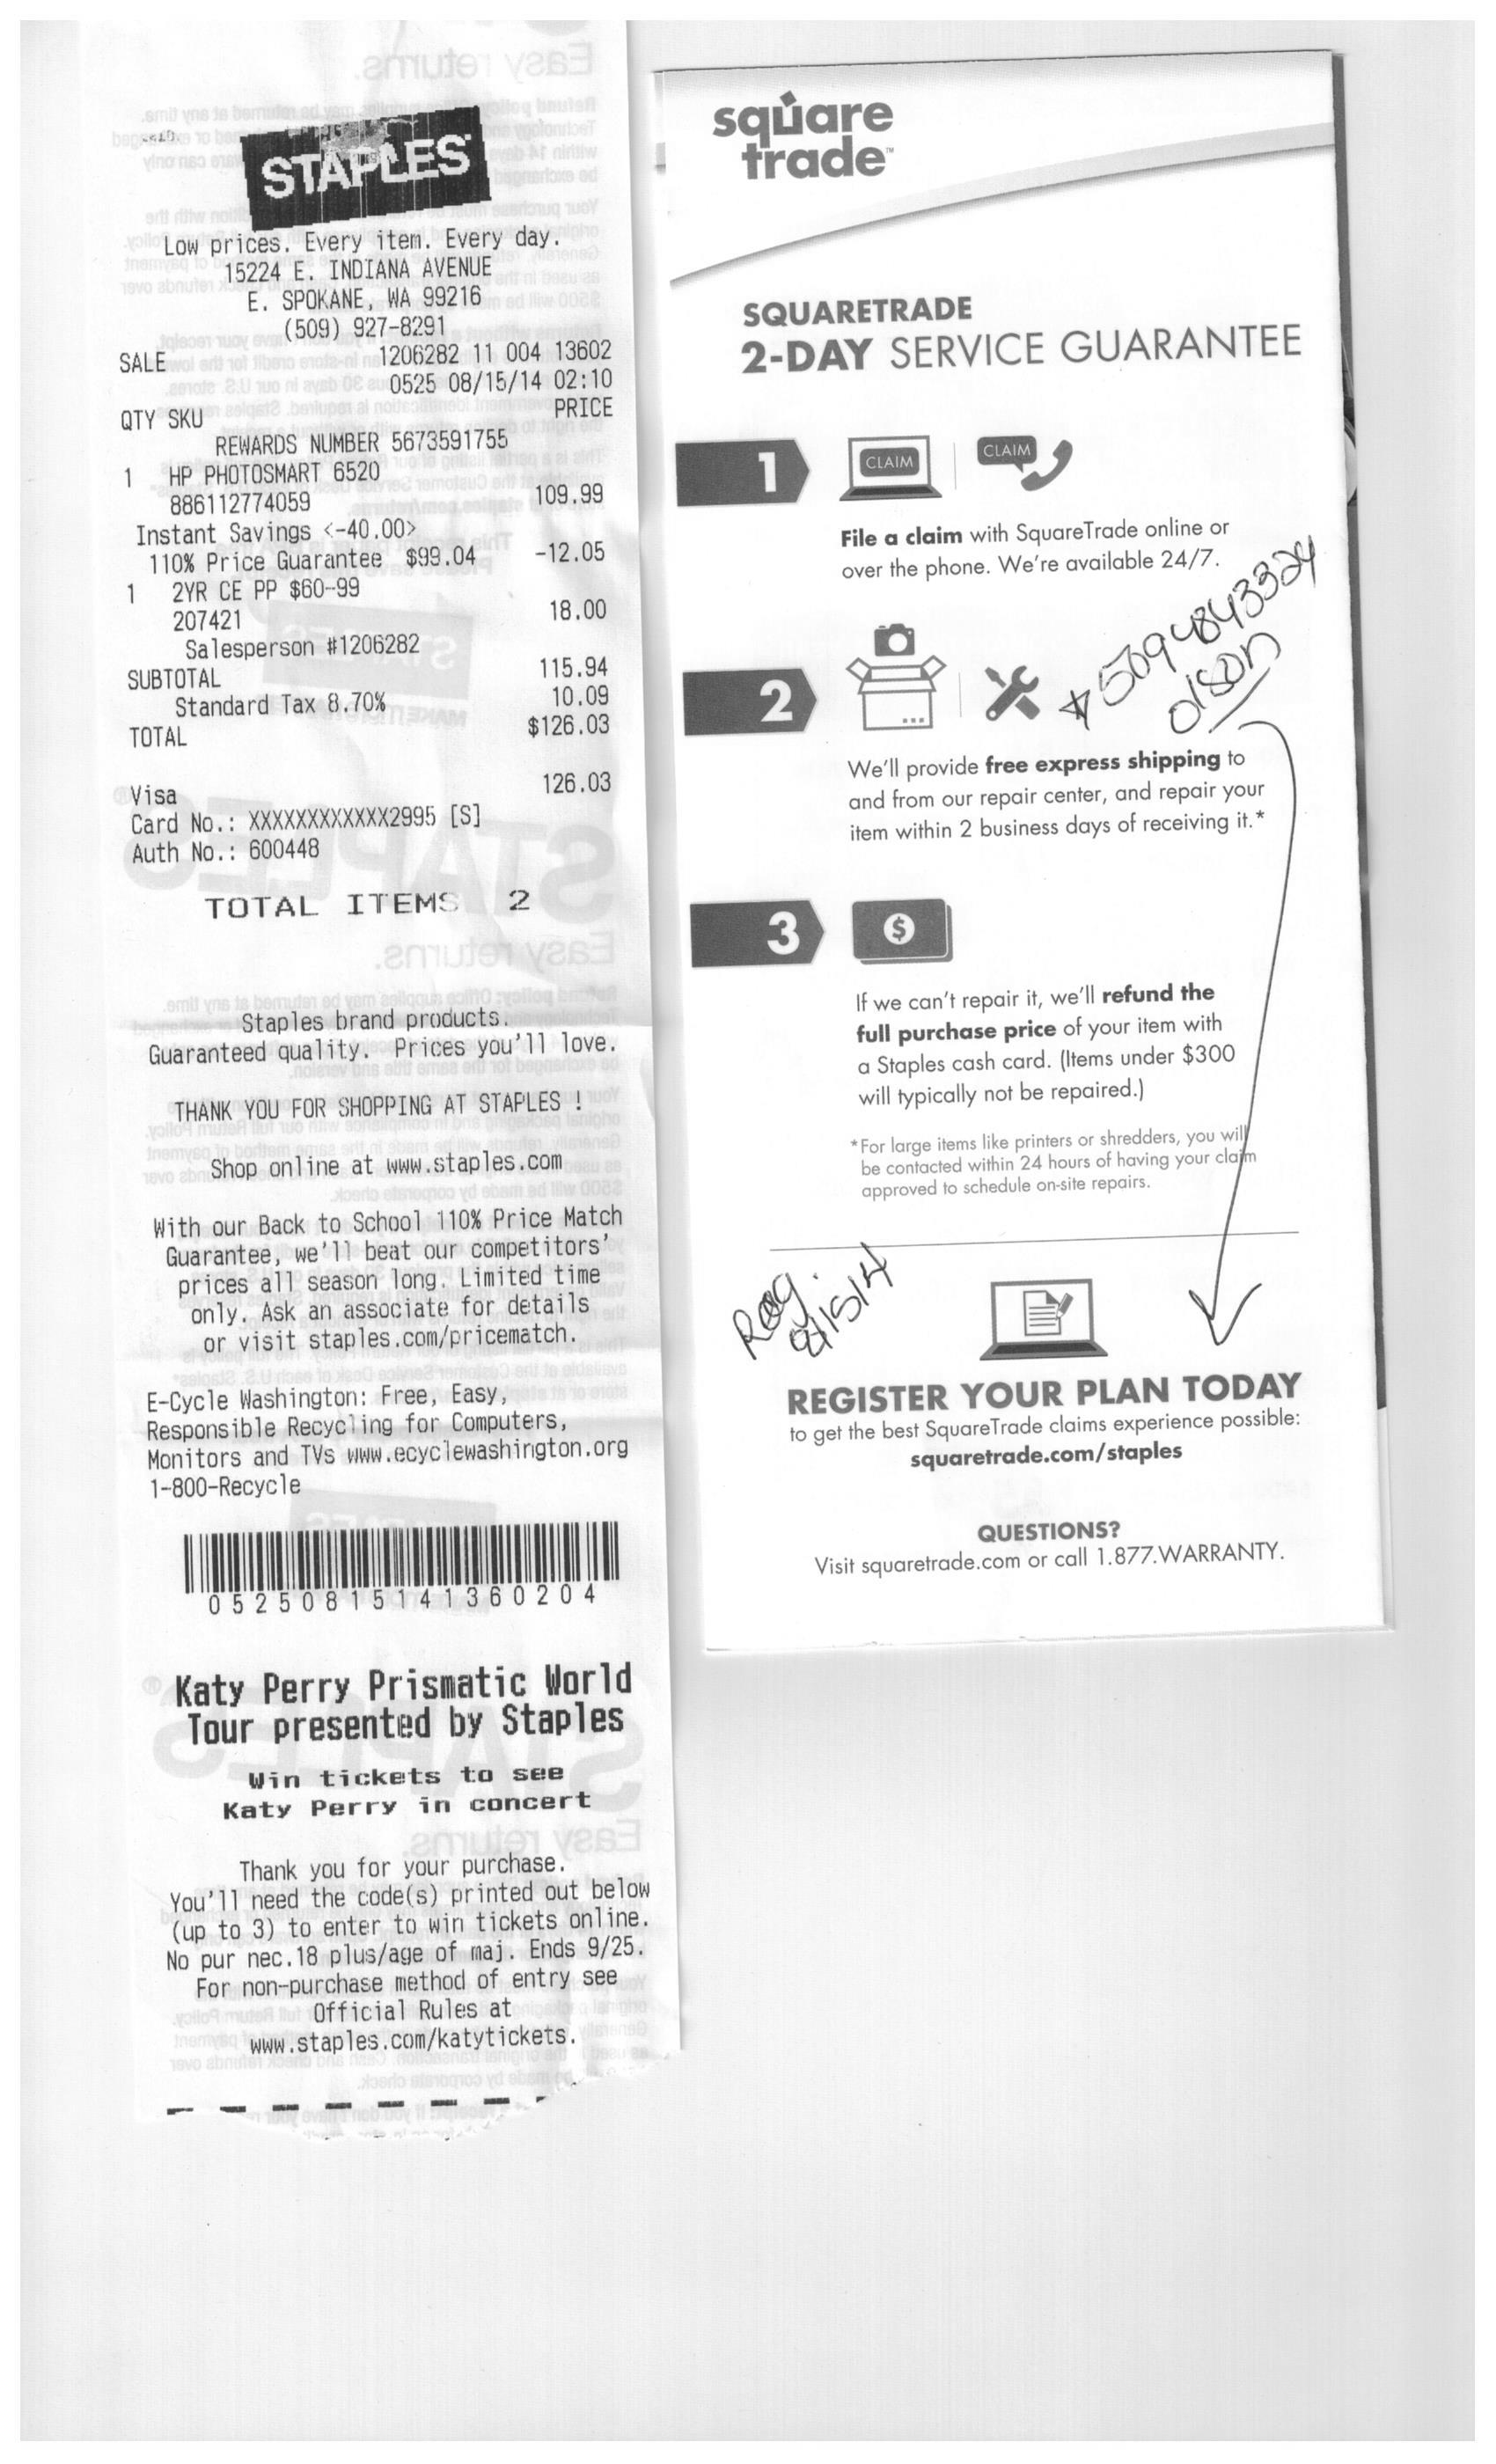 STAPLES
Low prices. Every item. Every day.
15224 E. INDIANA AVENUE
E. SPOKANE, WA 99216
(509) 927-8291
SALE 1206282 11 004 13602
0525 08/15/14 02:10
QTY SKU PRICE
REWARDS NUMBER 5673591755
1 HP PHOTOSMART 6520
886112774059 109.99
Instant Savings <-40.00>
110% Price Guarantee $99.04 -12.05
1 2YR CE PP $60--99
207421 18.00
Salesperson #1206282
SUBTOTAL 115.94
Standard Tax 8.70% 10.09
TOTAL $126.03
Visa 126.03
Card No.: XXXXXXXXXXXX2995 [S]
Auth No.: 600448
TOTAL ITEMS 2
Staples brand products.
Guaranteed quality. Prices you'll love.
THANK YOU FOR SHOPPING AT STAPLES !
Shop online at www.staples.com
With our Back to School 110% Price Match
Guarantee, we'll beat our competitors'
prices all season long. Limited time
only. Ask an associate for details
or visit staples.com/pricematch.
E-Cycle Washington: Free, Easy,
Responsible Recycling for Computers,
Monitors and TVs www.ecyclewashington.org
1-800-Recycle
05250815141360204
Katy Perry Prismatic World
Tour presented by Staples
Win tickets to see
Katy Perry in concert
Thank you for your purchase.
You'll need the code(s) printed out below
(up to 3) to enter to win tickets online.
No pur nec.18 plus/age of maj. Ends 9/25.
For non-purchase method of entry see
Official Rules at
www.staples.com/katytickets.
square
trade™
SQUARETRADE
2-DAY SERVICE GUARANTEE
1
CLAIM
CLAIM
File a claim with SquareTrade online or
over the phone. We're available 24/7.
5094843324
Olson
2
We'll provide free express shipping to
and from our repair center, and repair your
item within 2 business days of receiving it.*
3
$
If we can't repair it, we'll refund the
full purchase price of your item with
a Staples cash card. (Items under $300
will typically not be repaired.)
*For large items like printers or shredders, you will
be contacted within 24 hours of having your claim
approved to schedule on-site repairs.
Reg.
8/15/14
REGISTER YOUR PLAN TODAY
to get the best SquareTrade claims experience possible:
squaretrade.com/staples
QUESTIONS?
Visit squaretrade.com or call 1.877.WARRANTY.